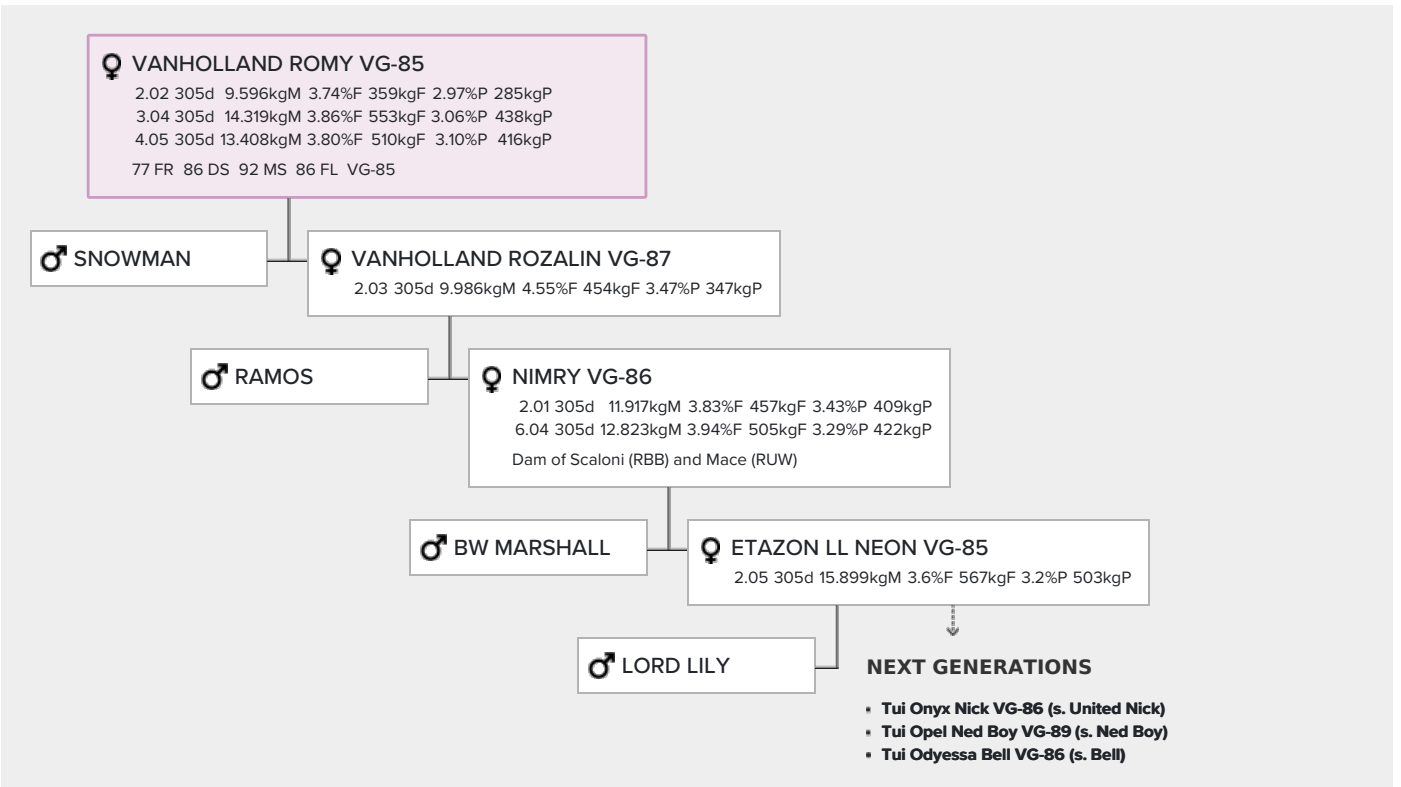 VANHOLLAND ROMY VG-85
2.02 305d 9.596kgM 3.74%F 359kgF 2.97%P 285kgP
3.04 305d 14.319kgM 3.86%F 553kgF 3.06%P 438kgP
4.05 305d 13.408kgM 3.80%F 510kgF 3.10%P 416kgP
77 FR 86 DS 92 MS 86 FL VG-85
SNOWMAN
VANHOLLAND ROZALIN VG-87
2.03 305d 9.986kgM 4.55%F 454kgF 3.47%P 347kgP
RAMOS
NIMRY VG-86
2.01 305d 11.917kgM 3.83%F 457kgF 3.43%P 409kgP
6.04 305d 12.823kgM 3.94%F 505kgF 3.29%P 422kgP
Dam of Scaloni (RBB) and Mace (RUW)
BW MARSHALL
ETAZON LL NEON VG-85
2.05 305d 15.899kgM 3.6%F 567kgF 3.2%P 503kgP
LORD LILY
NEXT GENERATIONS
Tui Onyx Nick VG-86 (s. United Nick)
Tui Opel Ned Boy VG-89 (s. Ned Boy)
Tui Odyessa Bell VG-86 (s. Bell)